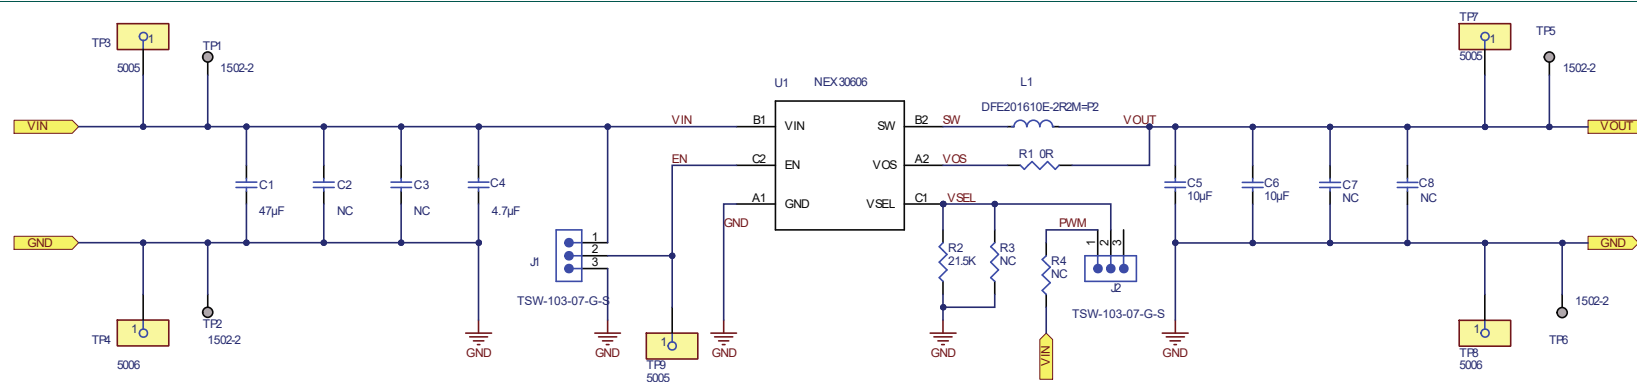 TP3
1
5005
TP1
1502-2
VIN
C1
47µF
C2
NC
C3
NC
C4
4.7µF
GND
TP4
1
5006
TP2
1502-2
GND
J1
1
2
3
TSW-103-07-G-S
GND
1
TP9
5005
U1
NEX30606
VIN
B1
VIN
EN
C2
EN
A1
GND
GND
GND
SW
B2
SW
VOS
A2
VOS
VSEL
C1
VSEL
L1
DFE201610E-2R2M=P2
VOUT
R1 0R
R2
21.5K
R3
NC
GND
PWM
R4
NC
VIN
1
2
3
J2
TSW-103-07-G-S
C5
10µF
C6
10µF
C7
NC
C8
NC
GND
TP7
1
5005
TP5
1502-2
VOUT
GND
1
TP8
5006
1502-2
TP6